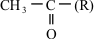 CH₃ – C – (R)
‖
O